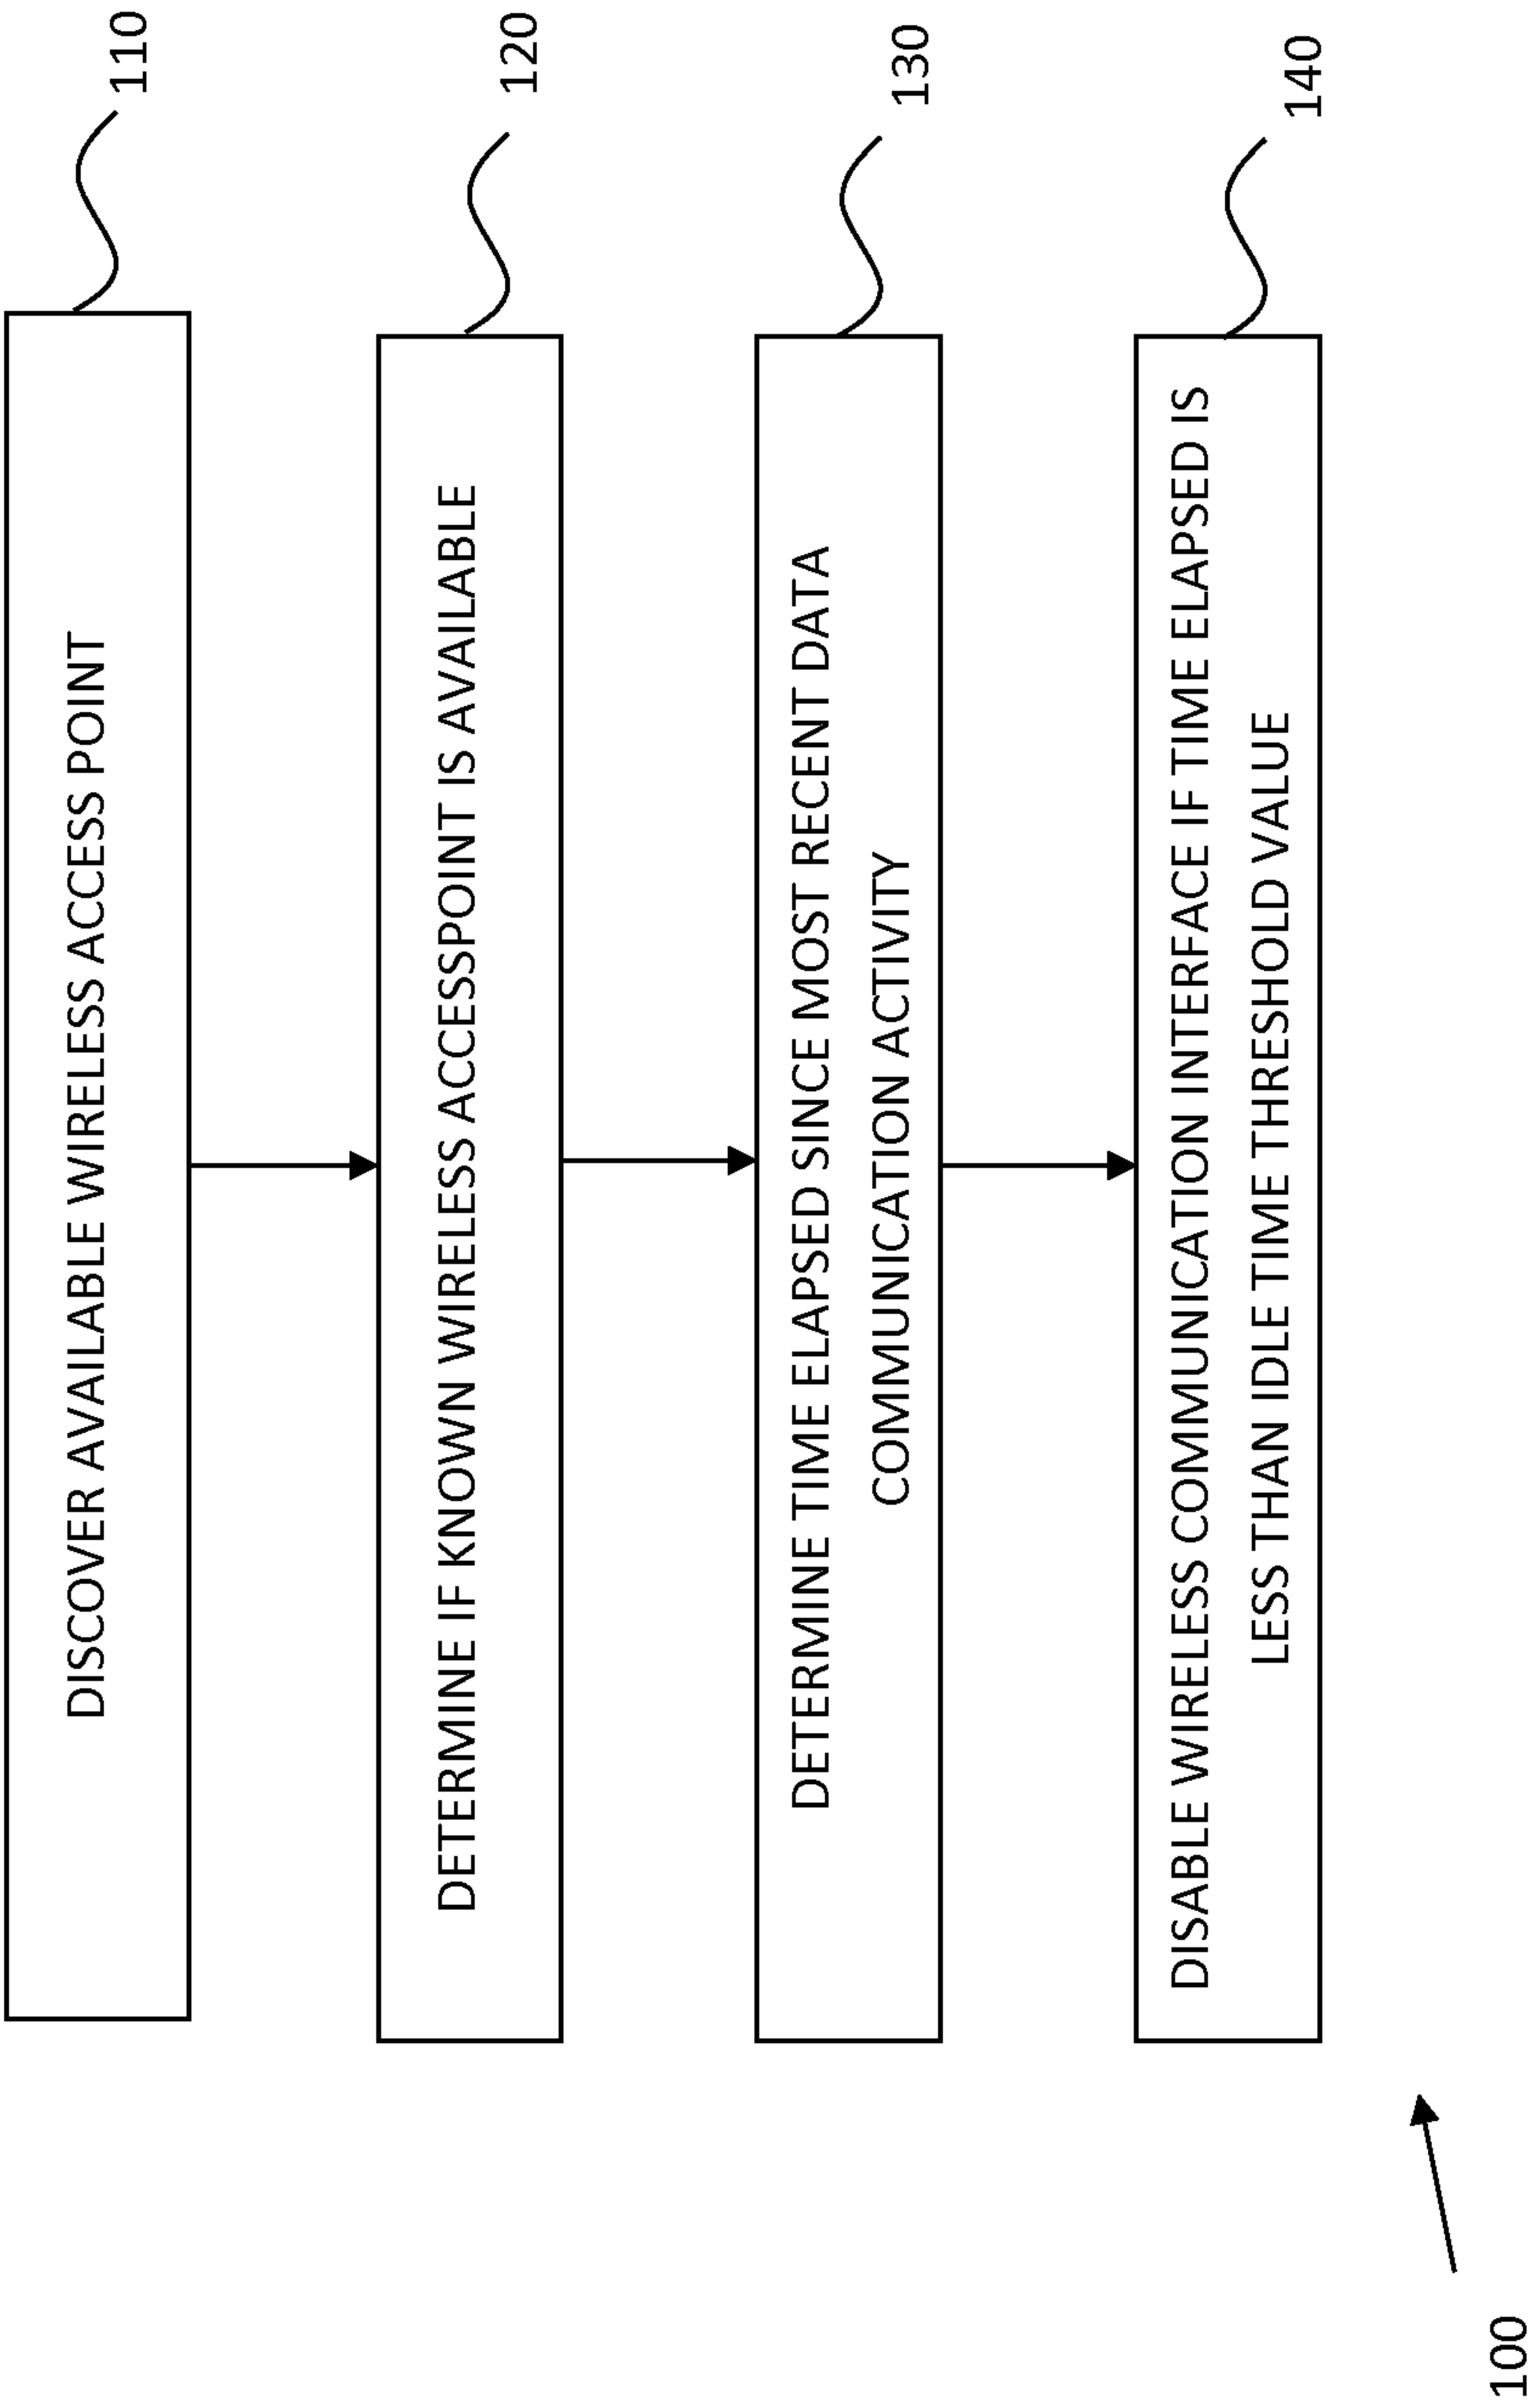 DISCOVER AVAILABLE WIRELESS ACCESS POINT
110
DETERMINE IF KNOWN WIRELESS ACCESSPOINT IS AVAILABLE
120
DETERMINE TIME ELAPSED SINCE MOST RECENT DATA
COMMUNICATION ACTIVITY
130
DISABLE WIRELESS COMMUNICATION INTERFACE IF TIME ELAPSED IS
LESS THAN IDLE TIME THRESHOLD VALUE
140
100